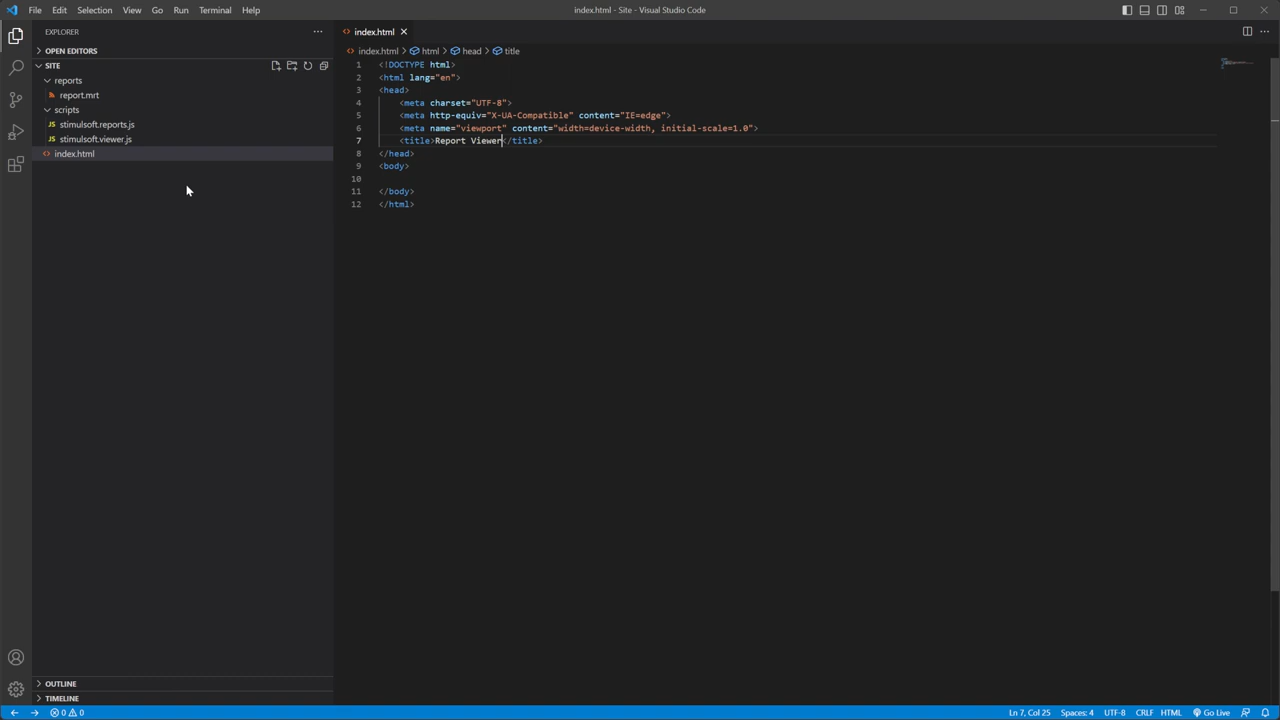 File Edit Selection View Go Run Terminal Help
index.html - Site - Visual Studio Code
EXPLORER
OPEN EDITORS
SITE
reports
report.mrt
scripts
JS stimulsoft.reports.js
JS stimulsoft.viewer.js
<> index.html
OUTLINE
TIMELINE
<> index.html
<> index.html > html > head > title
1 <!DOCTYPE html>
2 <html lang="en">
3 <head>
4 <meta charset="UTF-8">
5 <meta http-equiv="X-UA-Compatible" content="IE=edge">
6 <meta name="viewport" content="width=device-width, initial-scale=1.0">
7 <title>Report Viewer</title>
8 </head>
9 <body>
10
11 </body>
12 </html>
0 0 Ln 7, Col 25 Spaces: 4 UTF-8 CRLF HTML Go Live